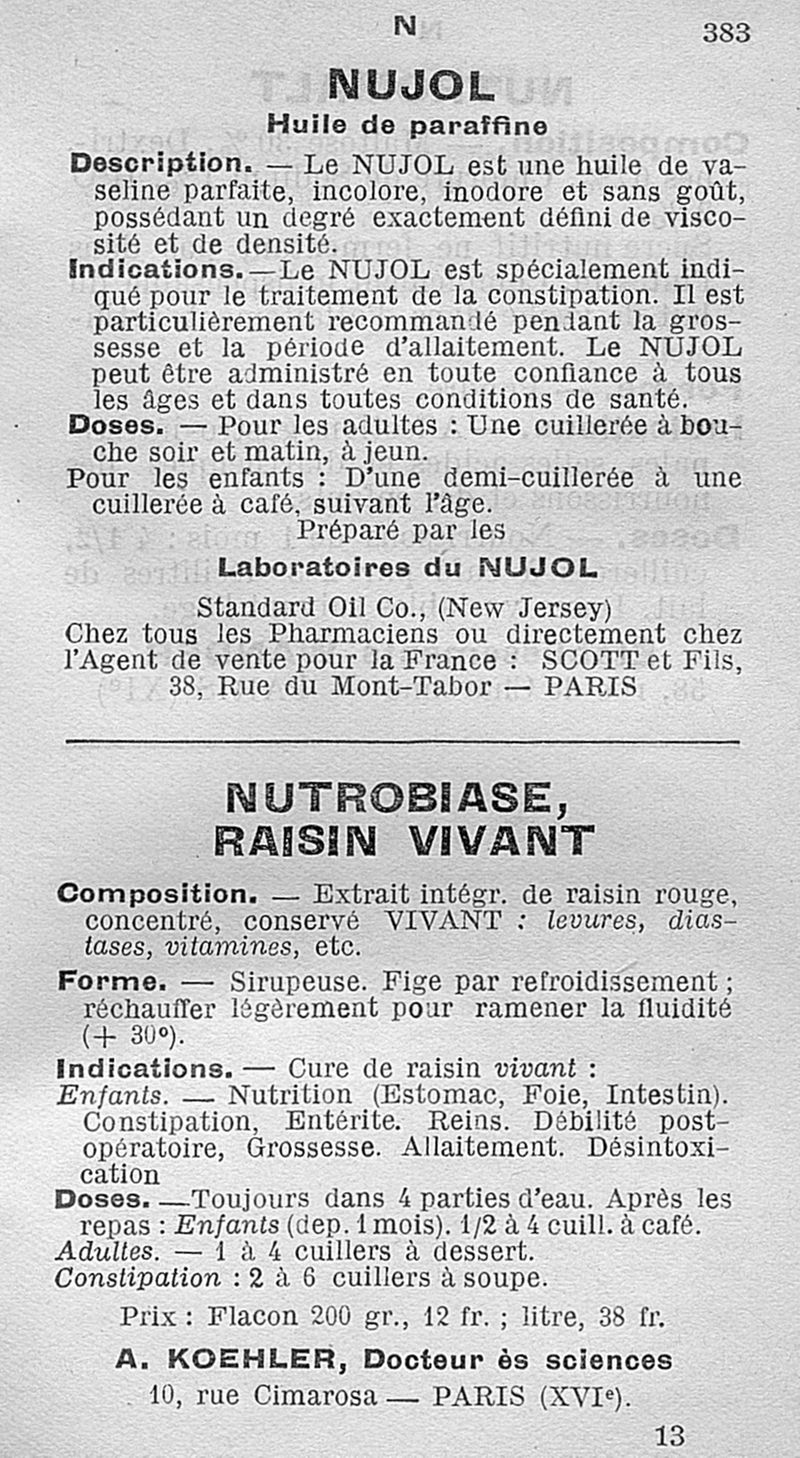 N
383
NUJOL
Huile de paraffine
Description. — Le NUJOL est une huile de va-
seline parfaite, incolore, inodore et sans goût,
possédant un degré exactement défini de visco-
sité et de densité.
Indications. — Le NUJOL est spécialement indi-
qué pour le traitement de la constipation. Il est
particulièrement recommandé pendant la gros-
sesse et la période d'allaitement. Le NUJOL
peut être administré en toute confiance à tous
les âges et dans toutes conditions de santé.
Doses. — Pour les adultes : Une cuillerée à bou-
che soir et matin, à jeun.
Pour les enfants : D'une demi-cuillerée à une
cuillerée à café, suivant l'âge.
Préparé par les
Laboratoires du NUJOL
Standard Oil Co., (New Jersey)
Chez tous les Pharmaciens ou directement chez
l'Agent de vente pour la France : SCOTT et Fils,
38, Rue du Mont-Tabor — PARIS
NUTROBIASE,
RAISIN VIVANT
Composition. — Extrait intégr. de raisin rouge,
concentré, conservé VIVANT : levures, dias-
tases, vitamines, etc.
Forme. — Sirupeuse. Fige par refroidissement ;
réchauffer légèrement pour ramener la fluidité
(+ 30°).
Indications. — Cure de raisin vivant :
Enfants. — Nutrition (Estomac, Foie, Intestin).
Constipation, Entérite. Reins. Débilité post-
opératoire, Grossesse. Allaitement. Désintoxi-
cation
Doses. — Toujours dans 4 parties d'eau. Après les
repas : Enfants (dep. 1 mois). 1/2 à 4 cuill. à café.
Adultes. — 1 à 4 cuillers à dessert.
Constipation : 2 à 6 cuillers à soupe.
Prix : Flacon 200 gr., 12 fr. ; litre, 38 fr.
A. KOEHLER, Docteur ès sciences
10, rue Cimarosa — PARIS (XVIe).
13